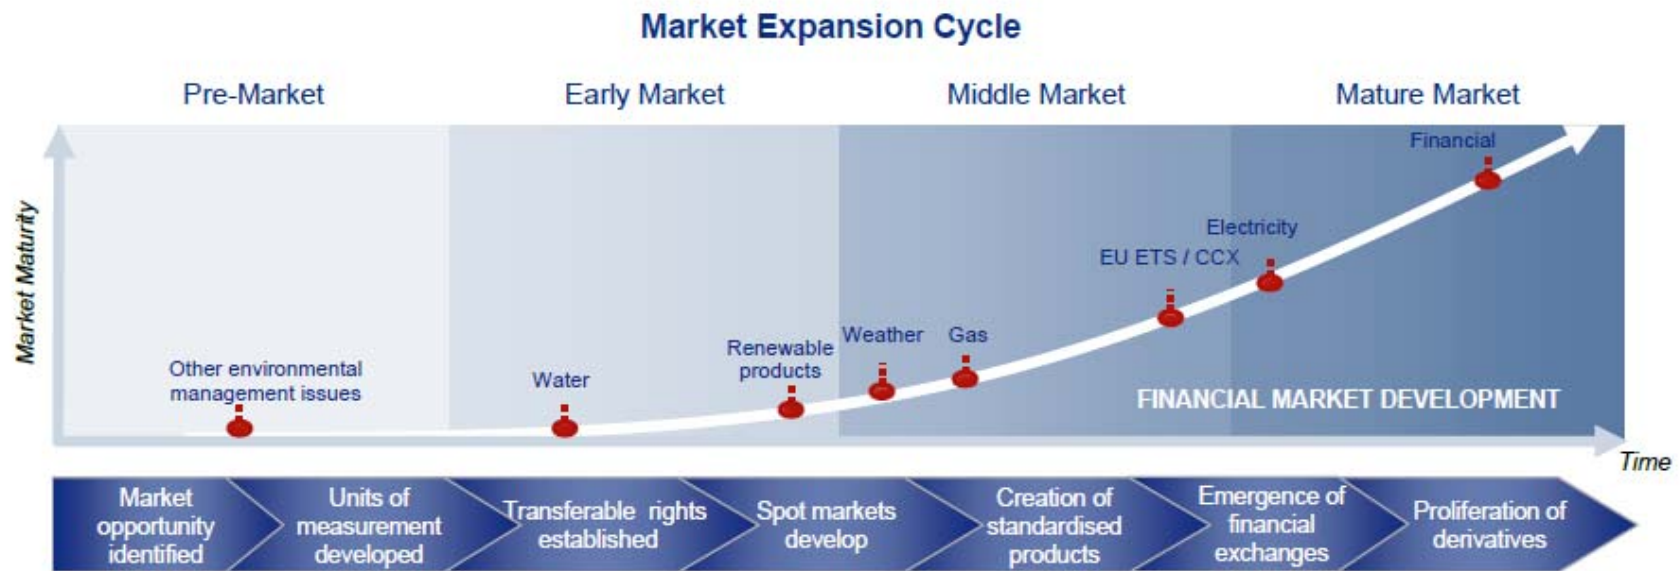 Market Expansion Cycle
Pre-Market
Early Market
Middle Market
Mature Market
Market Maturity
Financial
Electricity
EU ETS / CCX
Weather
Gas
Renewable
products
Water
Other environmental
management issues
FINANCIAL MARKET DEVELOPMENT
Time
Market
opportunity
identified
Units of
measurement
developed
Transferable rights
established
Spot markets
develop
Creation of
standardised
products
Emergence of
financial
exchanges
Proliferation of
derivatives